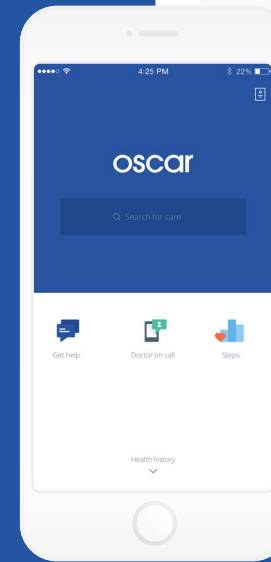 4:25 PM 22%
oscar
Search for care
Get help Doctor on call Steps
Health history